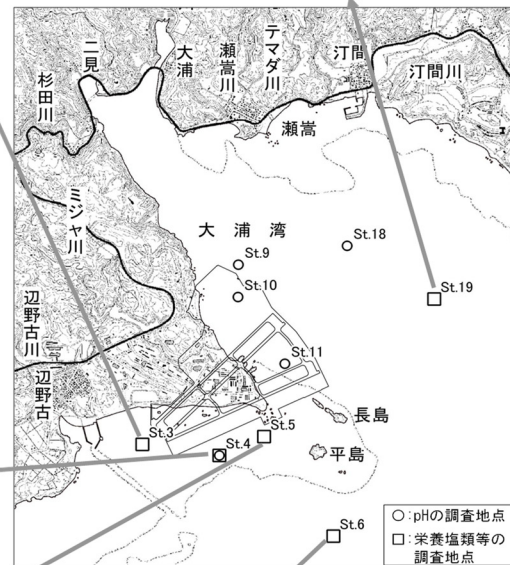 二見
大浦
瀬嵩川
テマダ川
汀間
汀間川
杉田川
瀬嵩
ミジャ川
大浦湾
St.18
St.9
St.10
St.19
辺野古川
辺野古
St.11
長島
St.3
St.5
St.4
平島
St.6
○:pHの調査地点
□:栄養塩類等の
調査地点